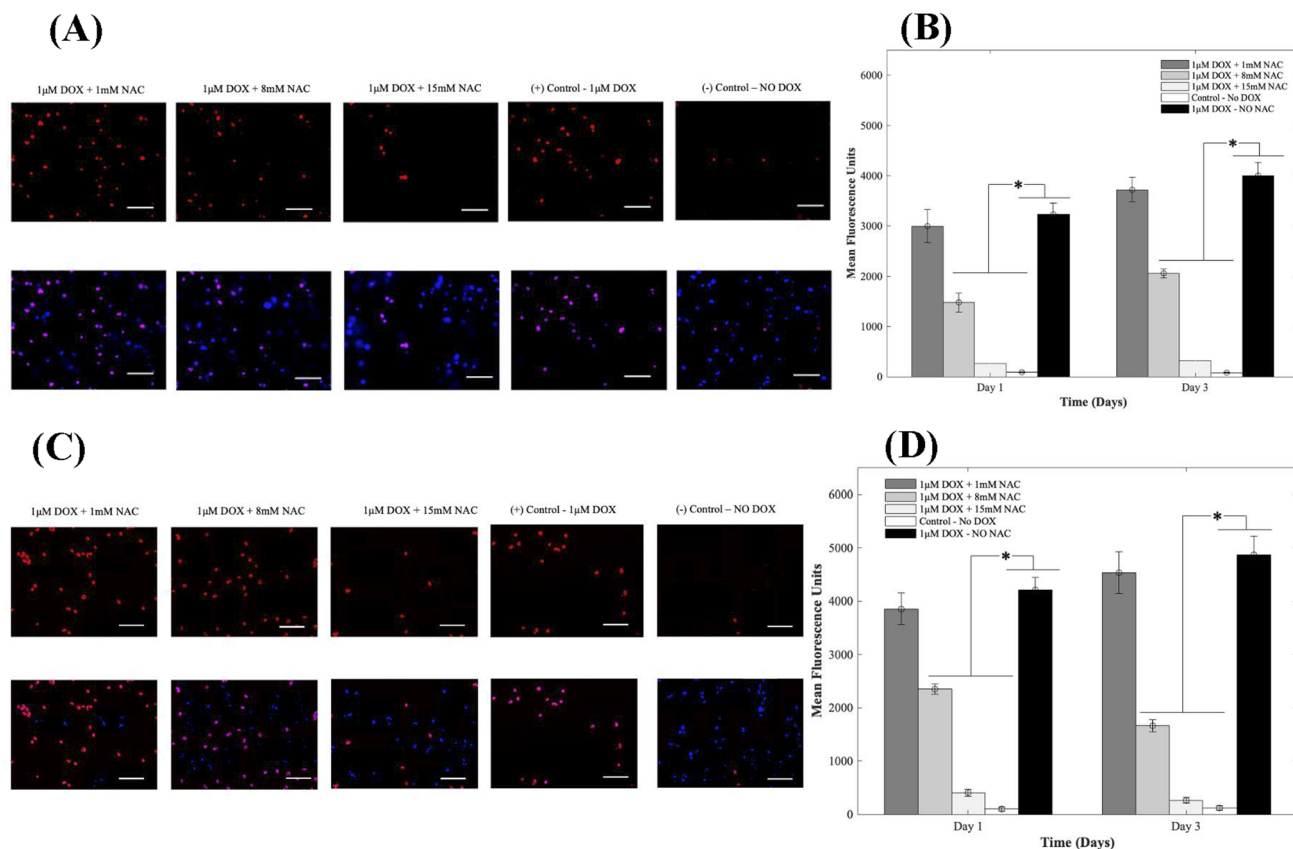 (A)
1μM DOX + 1mM NAC
1μM DOX + 8mM NAC
1μM DOX + 15mM NAC
(+) Control - 1μM DOX
(-) Control – NO DOX
(B)
6000
5000
4000
3000
2000
1000
0
Mean Fluorescence Units
1μM DOX + 1mM NAC
1μM DOX + 8mM NAC
1μM DOX + 15mM NAC
Control - No DOX
1μM DOX - NO NAC
*
*
Day 1
Day 3
Time (Days)
(C)
1μM DOX + 1mM NAC
1μM DOX + 8mM NAC
1μM DOX + 15mM NAC
(+) Control - 1μM DOX
(-) Control – NO DOX
(D)
6000
5000
4000
3000
2000
1000
0
Mean Fluorescence Units
1μM DOX + 1mM NAC
1μM DOX + 8mM NAC
1μM DOX + 15mM NAC
Control - No DOX
1μM DOX - NO NAC
*
*
Day 1
Day 3
Time (Days)